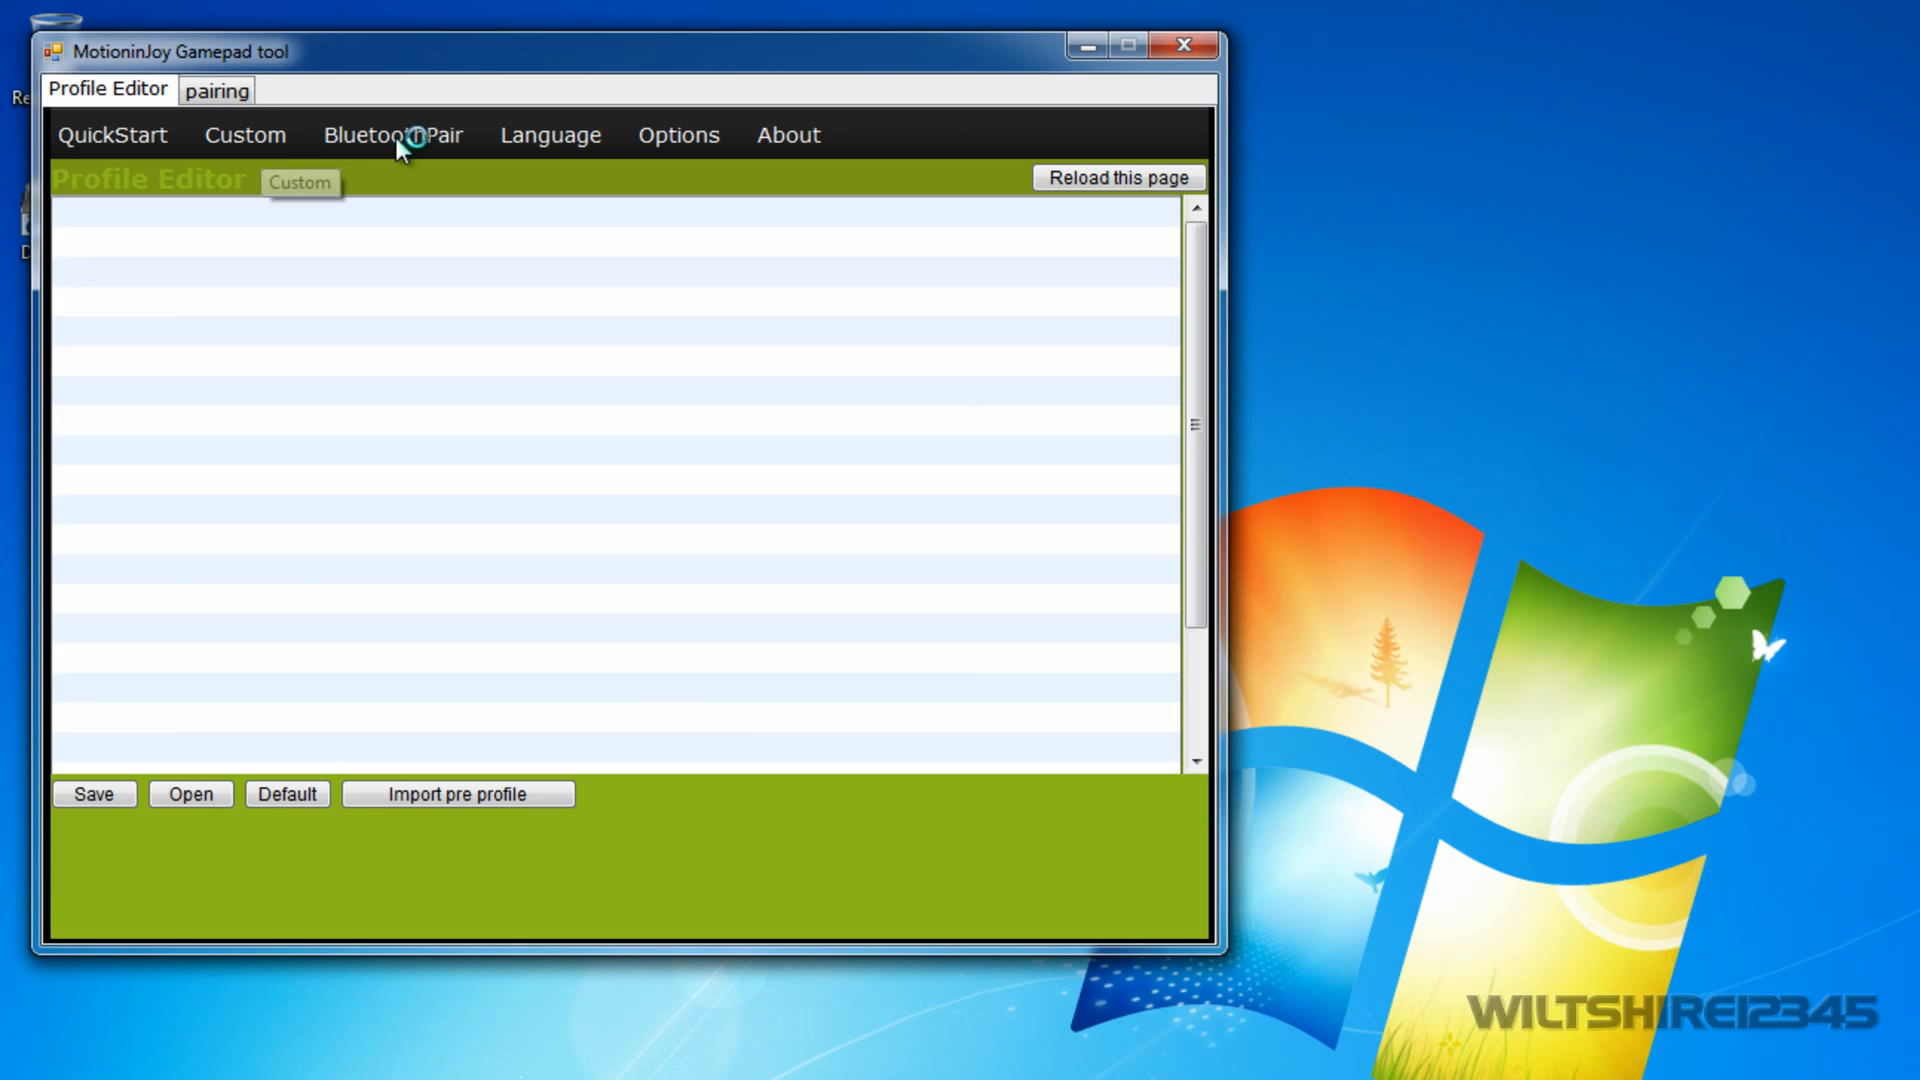 MotioninJoy Gamepad tool
Profile Editor pairing
QuickStart Custom BluetoothPair Language Options About
Profile Editor Custom Reload this page
Save Open Default Import pre profile
WILTSHIRE12345